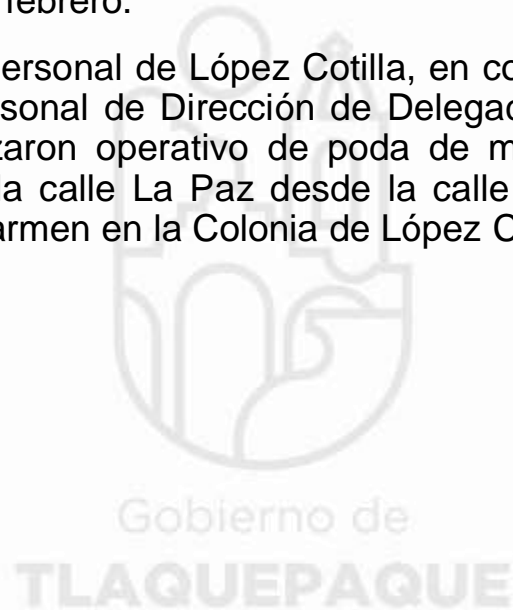 febrero.
ersonal de López Cotilla, en co
sonal de Dirección de Delegac
zaron operativo de poda de m
la calle La Paz desde la calle
armen en la Colonia de López C
Gobierno de
TLAQUEPAQUE